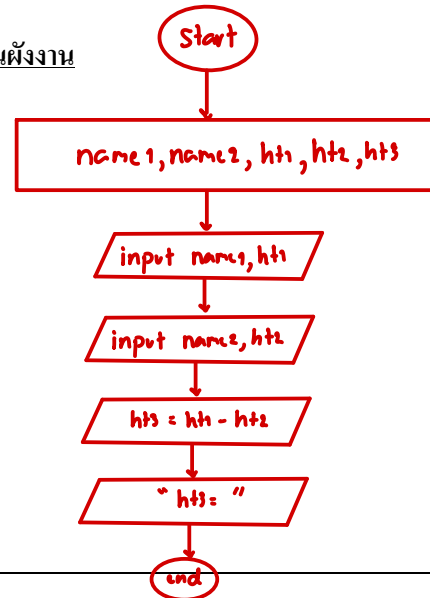 Start
นผังงาน
name1, name2, ht1, ht2, ht3
input name1, ht1
input name2, ht2
ht3 = ht1 - ht2
" ht3 = "
end